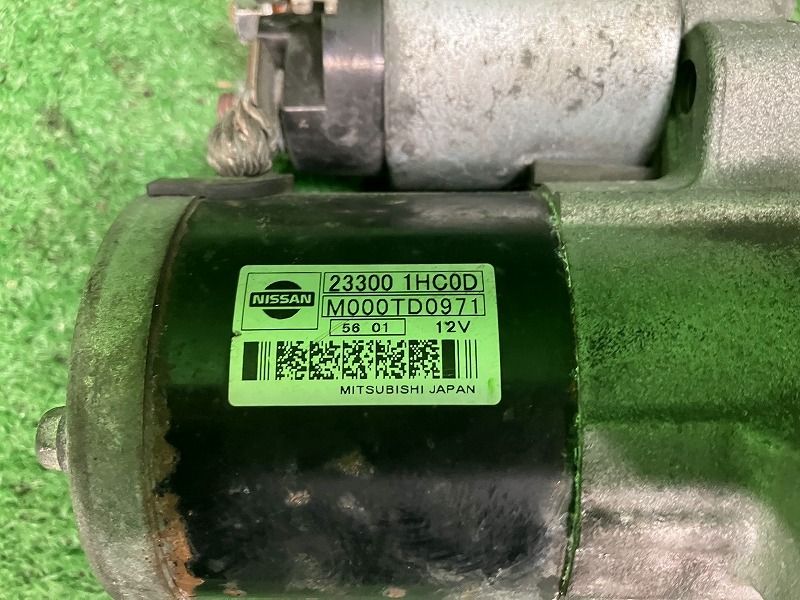 NISSAN
23300 1HC0D
M000TD0971
56 01 12V
MITSUBISHI JAPAN